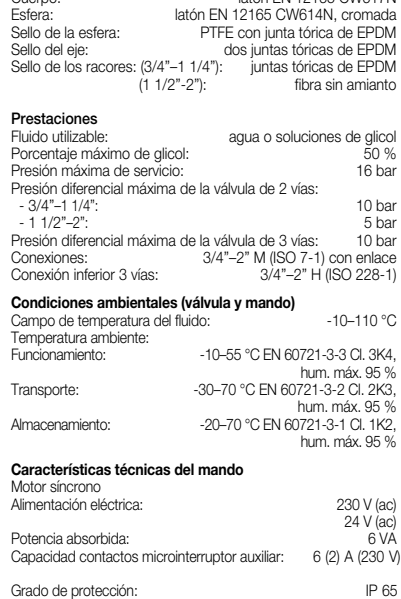 Esfera: latón EN 12165 CW614N, cromada
Sello de la esfera: PTFE con junta tórica de EPDM
Sello del eje: dos juntas tóricas de EPDM
Sello de los racores: (3/4”–1 1/4”): juntas tóricas de EPDM
(1 1/2”-2”): fibra sin amianto
Prestaciones
Fluido utilizable: agua o soluciones de glicol
Porcentaje máximo de glicol: 50 %
Presión máxima de servicio: 16 bar
Presión diferencial máxima de la válvula de 2 vías:
- 3/4”–1 1/4”: 10 bar
- 1 1/2”–2”: 5 bar
Presión diferencial máxima de la válvula de 3 vías: 10 bar
Conexiones: 3/4”–2” M (ISO 7-1) con enlace
Conexión inferior 3 vías: 3/4”–2” H (ISO 228-1)
Condiciones ambientales (válvula y mando)
Campo de temperatura del fluido: -10–110 °C
Temperatura ambiente:
Funcionamiento: -10–55 °C EN 60721-3-3 Cl. 3K4,
hum. máx. 95 %
Transporte: -30–70 °C EN 60721-3-2 Cl. 2K3,
hum. máx. 95 %
Almacenamiento: -20–70 °C EN 60721-3-1 Cl. 1K2,
hum. máx. 95 %
Características técnicas del mando
Motor síncrono
Alimentación eléctrica: 230 V (ac)
24 V (ac)
Potencia absorbida: 6 VA
Capacidad contactos microinterruptor auxiliar: 6 (2) A (230 V)
Grado de protección: IP 65